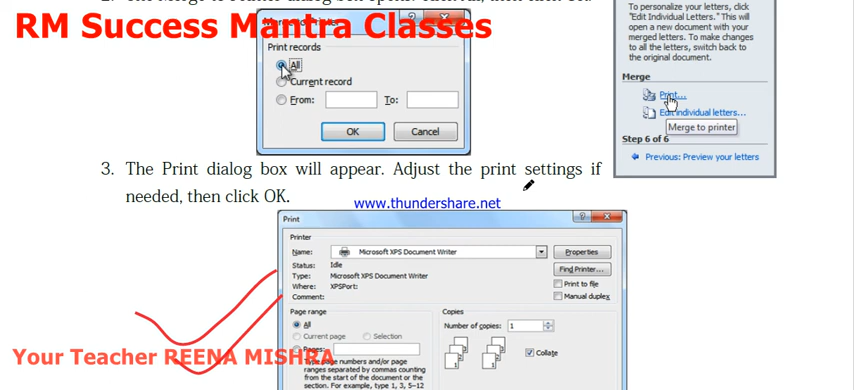 RM Success Mantra Classes
Print records
All
Current record
From:
To:
OK
Cancel
To personalize your letters, click
"Edit Individual Letters." This will
open a new document with your
merged letters. To make changes
to all the letters, switch back to
the original document.
Merge
Print...
Edit individual letters...
Merge to printer
Step 6 of 6
Previous: Preview your letters
3. The Print dialog box will appear. Adjust the print settings if
needed, then click OK.
www.thundershare.net
Print
Printer
Name: Microsoft XPS Document Writer
Properties
Status: Idle
Find Printer...
Type: Microsoft XPS Document Writer
Where: XPSPort:
Print to file
Comment:
Manual duplex
Page range
All
Current page
Selection
Pages:
Type page numbers and/or page
ranges separated by commas counting
from the start of the document or the
section. For example, type 1, 3, 5–12
Copies
Number of copies: 1
Collate
Your Teacher REENA MISHRA